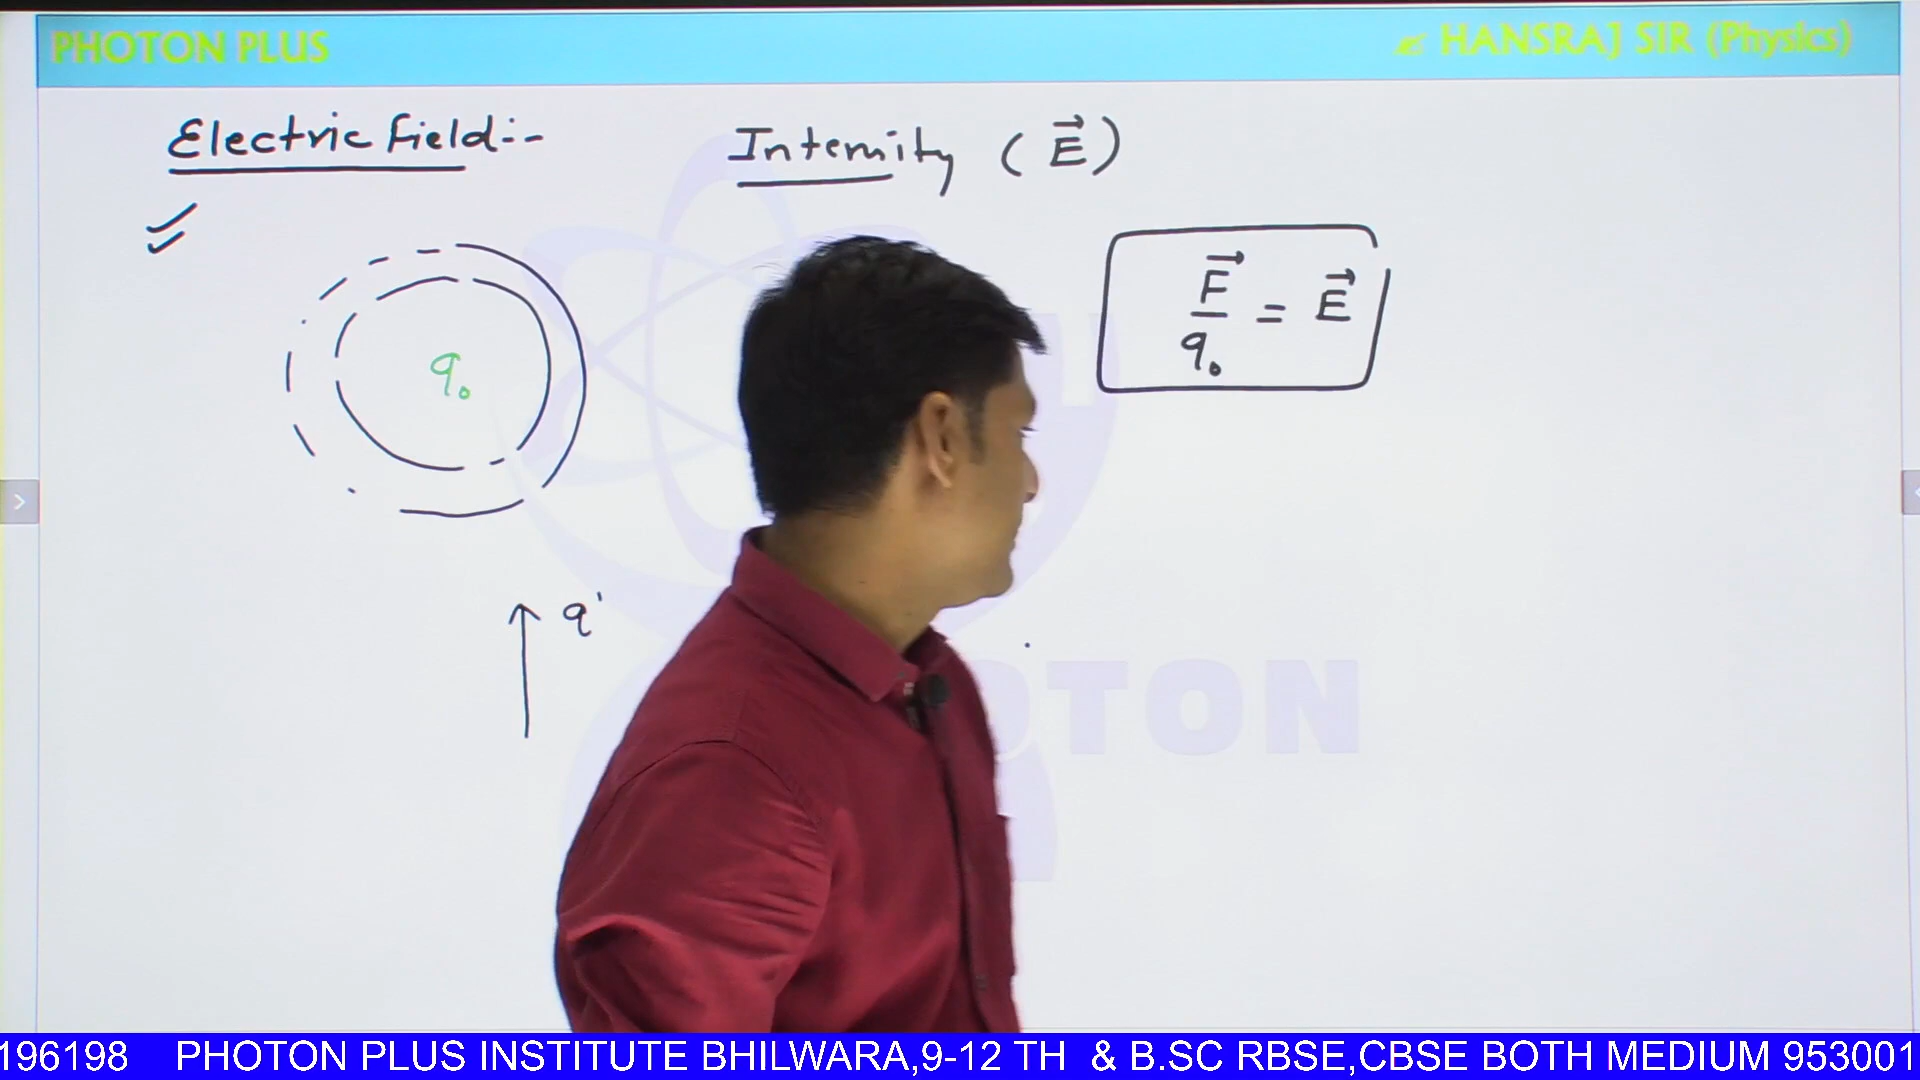 PHOTON PLUS
HANSRAJ SIR (Physics)
Electric Field:-
Intensity (E⃗)
F⃗/q₀ = E⃗
q₀
q'
TON
196198 PHOTON PLUS INSTITUTE BHILWARA,9-12 TH & B.SC RBSE,CBSE BOTH MEDIUM 953001